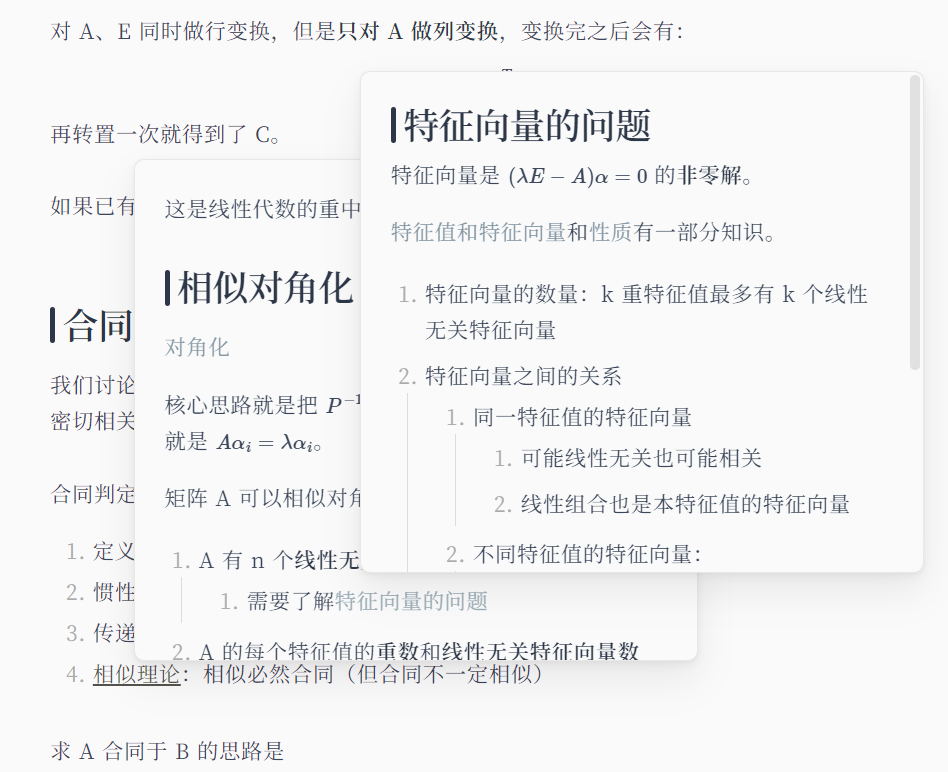 对 A、E 同时做行变换，但是只对 A 做列变换，变换完之后会有：
再转置一次就得到了 C。
如果已有
合同
我们讨论
密切相关
合同判定
1. 定义
2. 惯性
3. 传递
4. 相似理论：相似必然合同（但合同不一定相似）
求 A 合同于 B 的思路是
这是线性代数的重中
相似对角化
对角化
核心思路就是把 P⁻¹
就是 Aαᵢ = λαᵢ。
矩阵 A 可以相似对角
1. A 有 n 个线性无
1. 需要了解特征向量的问题
2. A 的每个特征值的重数和线性无关特征向量数
特征向量的问题
特征向量是 (λE − A)α = 0 的非零解。
特征值和特征向量和性质有一部分知识。
1. 特征向量的数量：k 重特征值最多有 k 个线性
无关特征向量
2. 特征向量之间的关系
1. 同一特征值的特征向量
1. 可能线性无关也可能相关
2. 线性组合也是本特征值的特征向量
2. 不同特征值的特征向量：